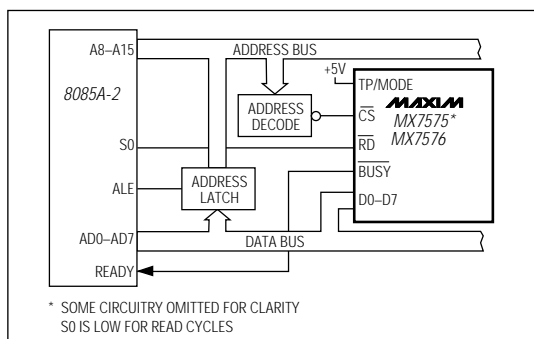 A8–A15
ADDRESS BUS
+5V
TP/MODE
8085A-2
ADDRESS
DECODE
MAXIM
CS
MX7575*
MX7576
S0
RD
BUSY
ALE
ADDRESS
LATCH
D0–D7
AD0–AD7
DATA BUS
READY
* SOME CIRCUITRY OMITTED FOR CLARITY
S0 IS LOW FOR READ CYCLES